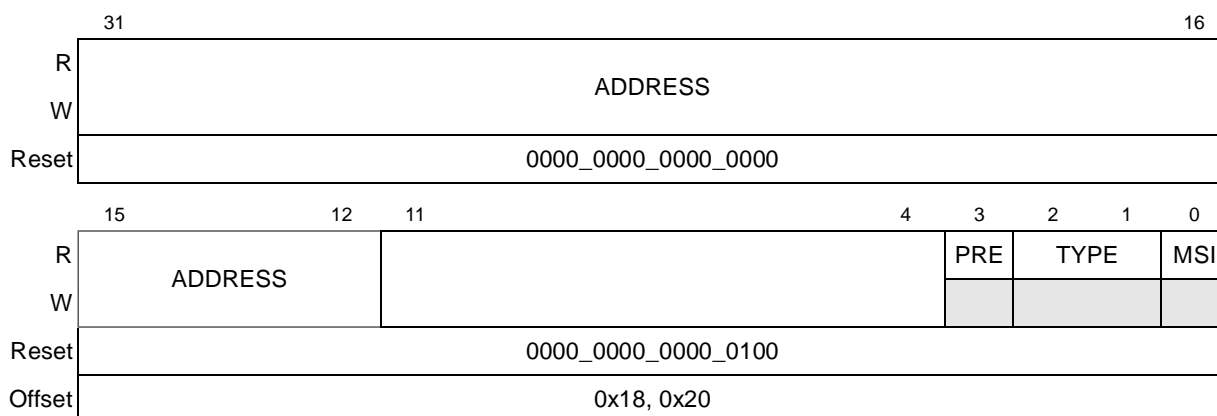 31 16
R
ADDRESS
W
Reset 0000_0000_0000_0000
15 12 11 4 3 2 1 0
R PRE TYPE MSI
ADDRESS
W
Reset 0000_0000_0000_0100
Offset 0x18, 0x20